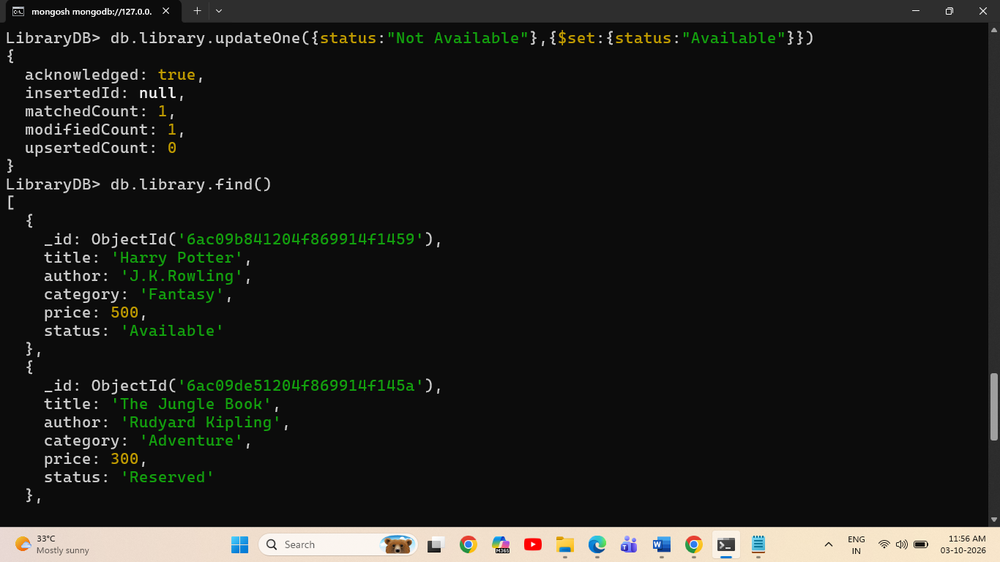 mongosh mongodb://127.0.0.
LibraryDB> db.library.updateOne({status:"Not Available"},{$set:{status:"Available"}})
{
  acknowledged: true,
  insertedId: null,
  matchedCount: 1,
  modifiedCount: 1,
  upsertedCount: 0
}
LibraryDB> db.library.find()
[
  {
    _id: ObjectId('6ac09b841204f869914f1459'),
    title: 'Harry Potter',
    author: 'J.K.Rowling',
    category: 'Fantasy',
    price: 500,
    status: 'Available'
  },
  {
    _id: ObjectId('6ac09de51204f869914f145a'),
    title: 'The Jungle Book',
    author: 'Rudyard Kipling',
    category: 'Adventure',
    price: 300,
    status: 'Reserved'
  },
33°C
Mostly sunny
Search
M365
ENG
IN
11:56 AM
03-10-2026